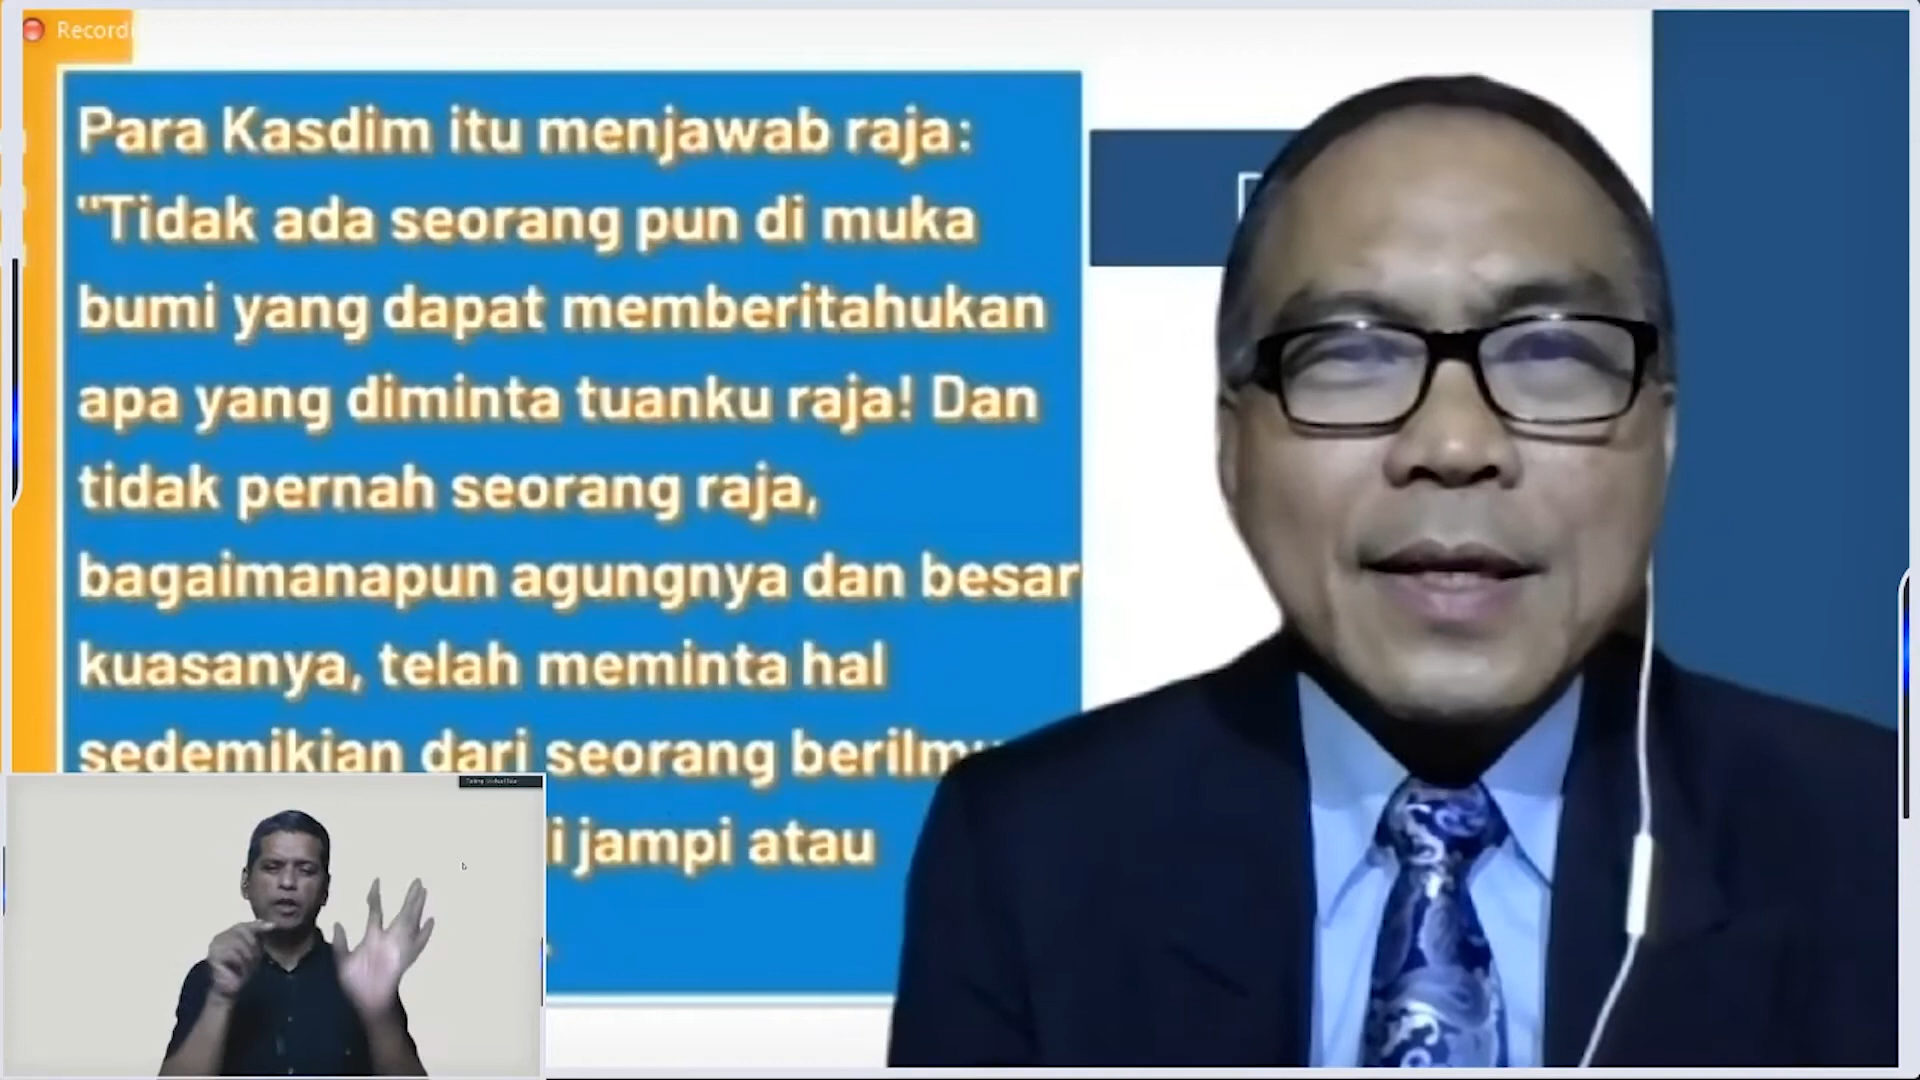 Para Kasdim itu menjawab raja:
"Tidak ada seorang pun di muka
bumi yang dapat memberitahukan
apa yang diminta tuanku raja! Dan
tidak pernah seorang raja,
bagaimanapun agungnya dan besar
kuasanya, telah meminta hal
sedemikian dari seorang
jampi atau